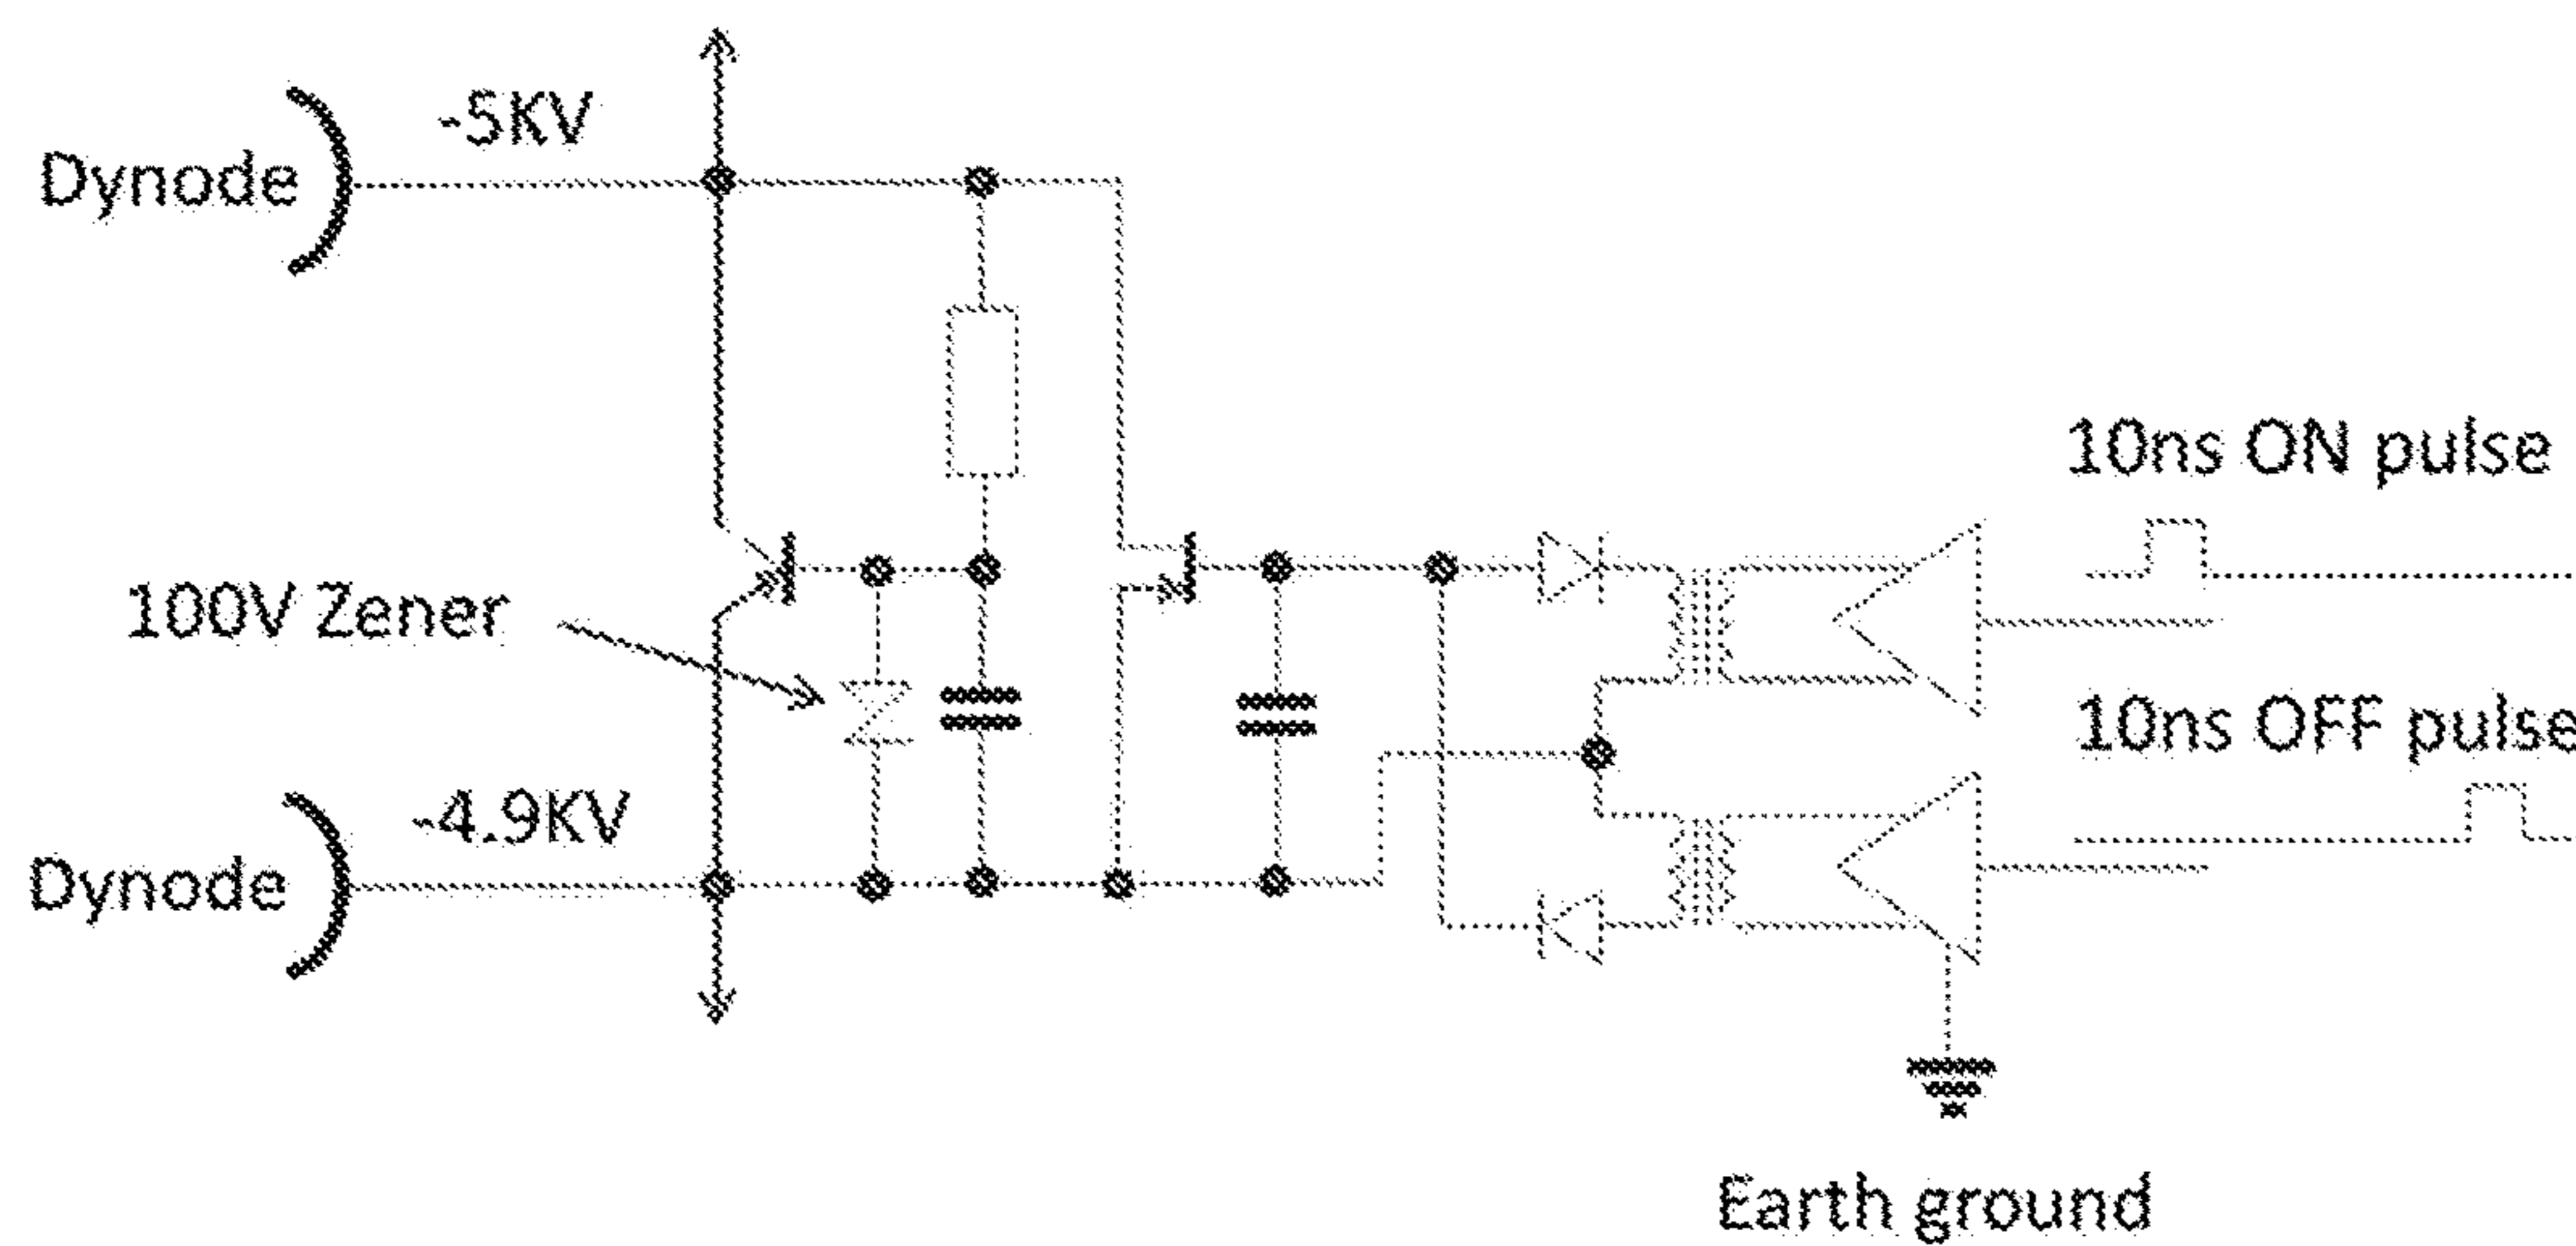 -5KV
Dynode
10ns ON pulse
100V Zener
10ns OFF pulse
-4.9KV
Dynode
Earth ground